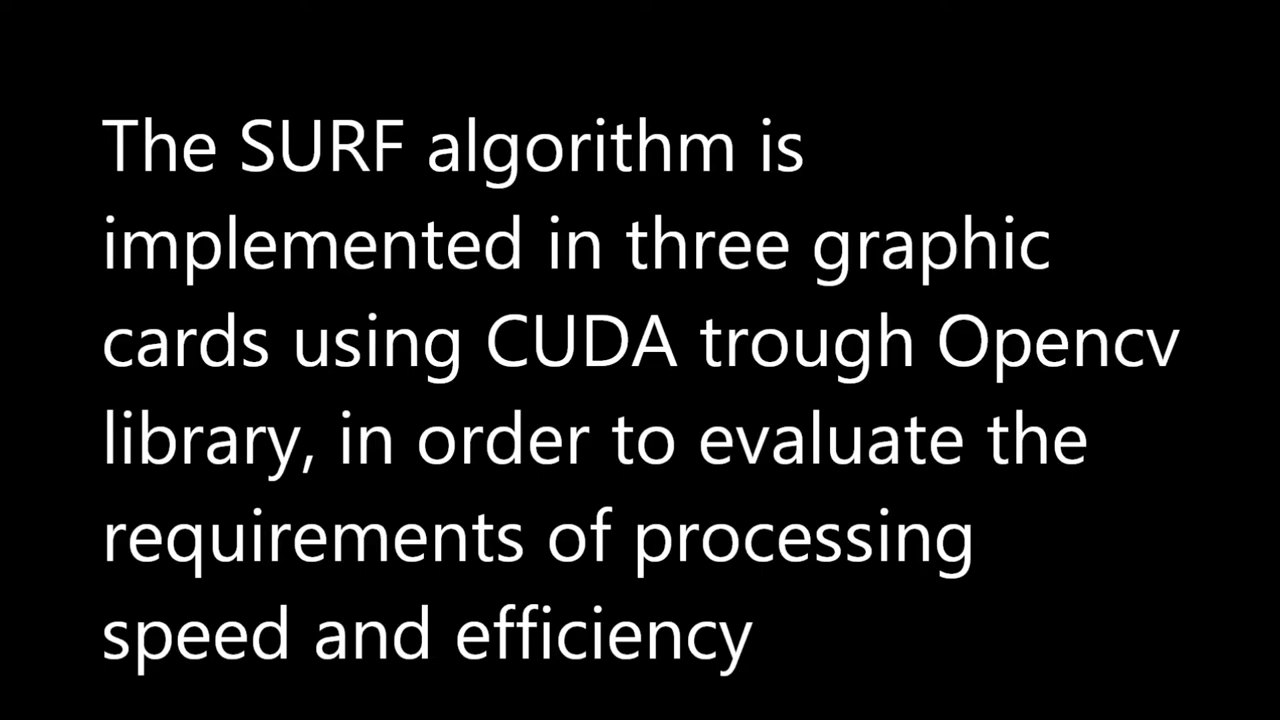 The SURF algorithm is
implemented in three graphic
cards using CUDA trough Opencv
library, in order to evaluate the
requirements of processing
speed and efficiency